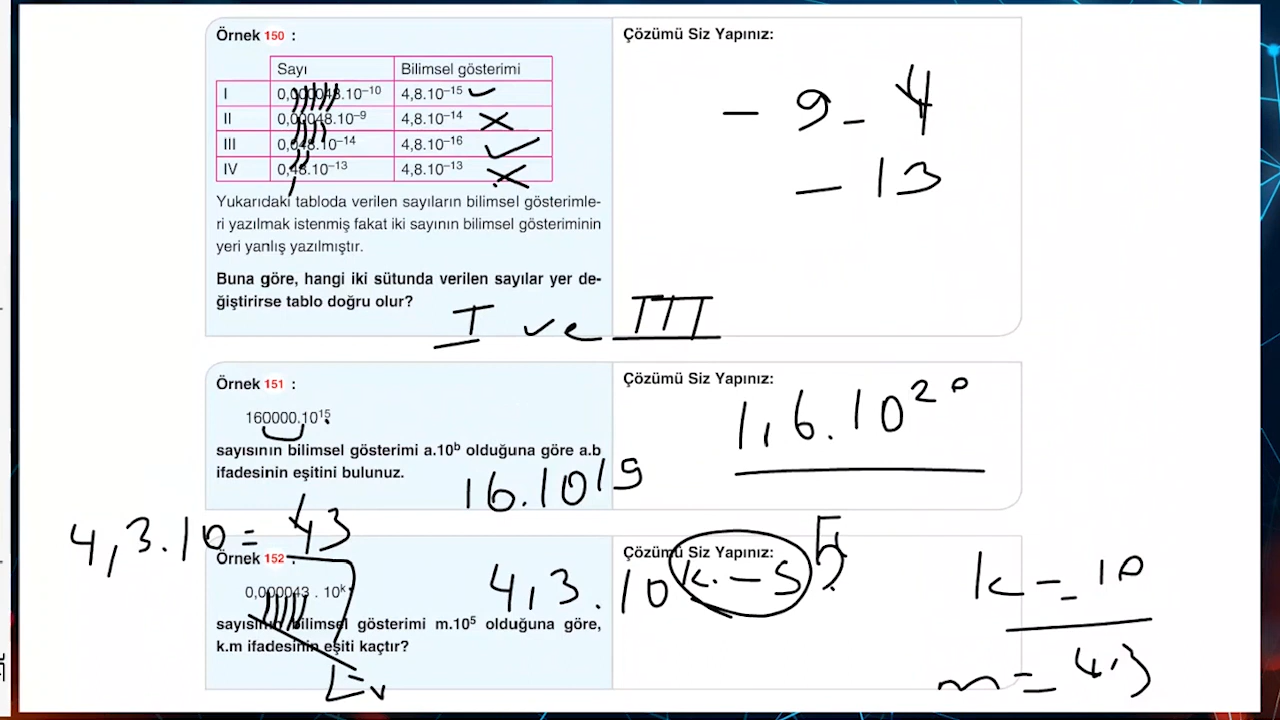 Örnek 150 :
Sayı Bilimsel gösterimi
I 0,000048.10⁻¹⁰ 4,8.10⁻¹⁵ ✓
II 0,00048.10⁻⁹ 4,8.10⁻¹⁴ ×
III 0,048.10⁻¹⁴ 4,8.10⁻¹⁶ ✓
IV 0,48.10⁻¹³ 4,8.10⁻¹³ ×
Yukarıdaki tabloda verilen sayıların bilimsel gösterimle-
ri yazılmak istenmiş fakat iki sayının bilimsel gösteriminin
yeri yanlış yazılmıştır.
Buna göre, hangi iki sütunda verilen sayılar yer de-
ğiştirirse tablo doğru olur?
I ve III
Çözümü Siz Yapınız:
- 9 - 4
- 13
Örnek 151 :
160000.10¹⁵
sayısının bilimsel gösterimi a.10ᵇ olduğuna göre a.b
ifadesinin eşitini bulunuz.
16.10¹⁹
Çözümü Siz Yapınız:
1,6.10²⁰
4,3.10 = 43
Örnek 152 :
0,000043 . 10ᵏ
sayısının bilimsel gösterimi m.10⁵ olduğuna göre,
k.m ifadesinin eşiti kaçtır?
Çözümü Siz Yapınız:
4,3.10ᵏ⁻⁵ 5
k = 10
m = 4,3